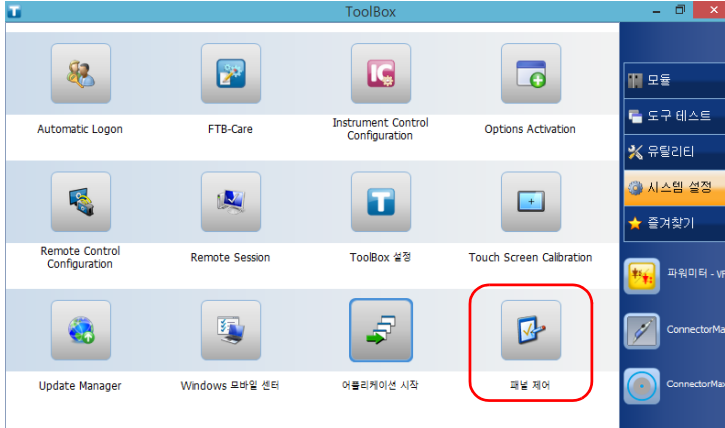 ToolBox
Automatic Logon
FTB-Care
Instrument Control
Configuration
Options Activation
Remote Control
Configuration
Remote Session
ToolBox 설정
Touch Screen Calibration
Update Manager
Windows 모바일 센터
어플리케이션 시작
패널 제어
모듈
도구 테스트
유틸리티
시스템 설정
즐겨찾기
파워미터 - VF
ConnectorMa
ConnectorMax